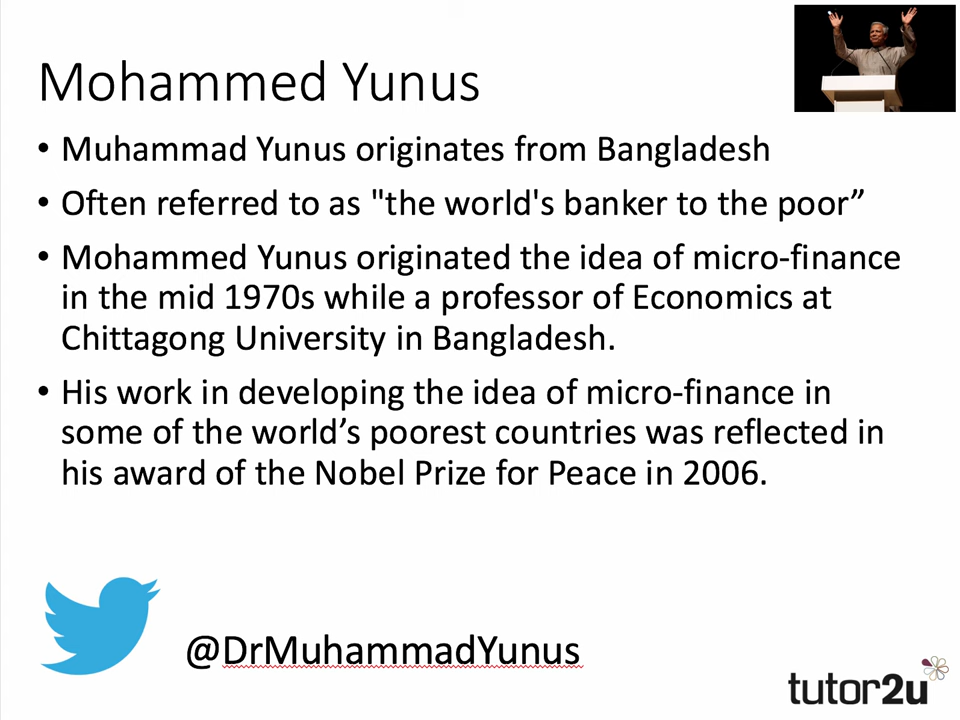 Mohammed Yunus
• Muhammad Yunus originates from Bangladesh
• Often referred to as "the world's banker to the poor”
• Mohammed Yunus originated the idea of micro-finance
in the mid 1970s while a professor of Economics at
Chittagong University in Bangladesh.
• His work in developing the idea of micro-finance in
some of the world’s poorest countries was reflected in
his award of the Nobel Prize for Peace in 2006.
@DrMuhammadYunus
tutor2u